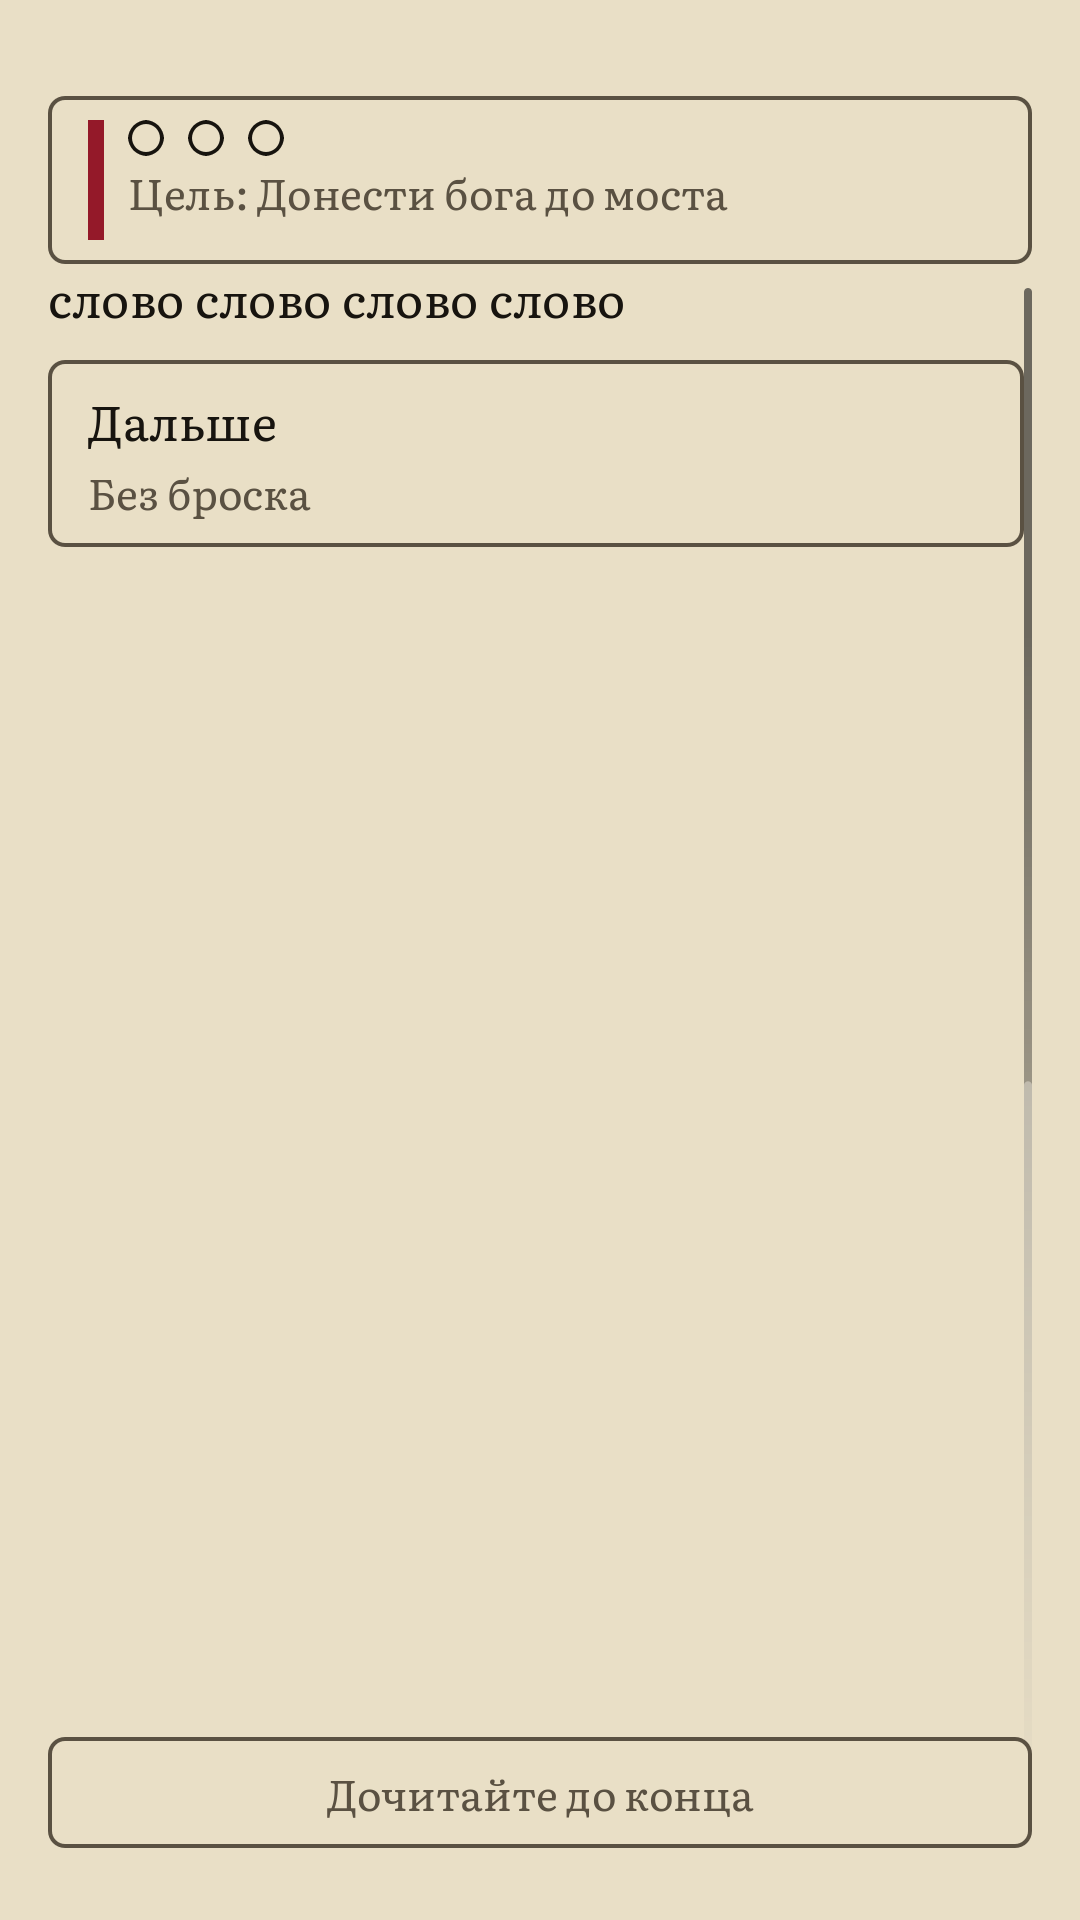 Цель: Донести бога до моста
слово слово слово слово
Дальше
Без броска
Дочитайте до конца